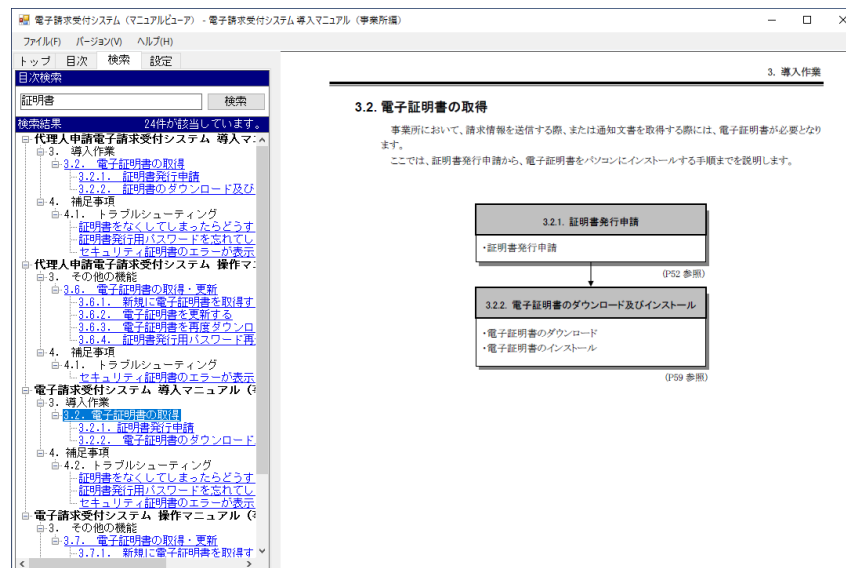 電子請求受付システム（マニュアルビューア） - 電子請求受付システム 導入マニュアル（事業所編）
ファイル(F) バージョン(V) ヘルプ(H)
トップ 目次 検索 設定
目次検索
証明書 検索
検索結果 24件が該当しています。
代理人申請電子請求受付システム 導入マ
3. 導入作業
3.2. 電子証明書の取得
3.2.1. 証明書発行申請
3.2.2. 証明書のダウンロード及び
4. 補足事項
4.1. トラブルシューティング
証明書をなくしてしまったらどうす
証明書発行用パスワードを忘れてし
セキュリティ証明書のエラーが表示
代理人申請電子請求受付システム 操作マ
3. その他の機能
3.6. 電子証明書の取得・更新
3.6.1. 新規に電子証明書を取得す
3.6.2. 電子証明書を更新する
3.6.3. 電子証明書を再度ダウンロ
3.6.4. 証明書発行用パスワード再
4. 補足事項
4.1. トラブルシューティング
セキュリティ証明書のエラーが表示
電子請求受付システム 導入マニュアル（
3. 導入作業
3.2. 電子証明書の取得
3.2.1. 証明書発行申請
3.2.2. 電子証明書のダウンロード
4. 補足事項
4.2. トラブルシューティング
証明書をなくしてしまったらどうす
証明書発行用パスワードを忘れてし
セキュリティ証明書のエラーが表示
電子請求受付システム 操作マニュアル（
3. その他の機能
3.7. 電子証明書の取得・更新
3.7.1. 新規に電子証明書を取得す
3. 導入作業
3.2. 電子証明書の取得
事業所において、請求情報を送信する際、または通知文書を取得する際には、電子証明書が必要となり
ます。
ここでは、証明書発行申請から、電子証明書をパソコンにインストールする手順までを説明します。
3.2.1. 証明書発行申請
・証明書発行申請
(P52 参照)
3.2.2. 電子証明書のダウンロード及びインストール
・電子証明書のダウンロード
・電子証明書のインストール
(P59 参照)